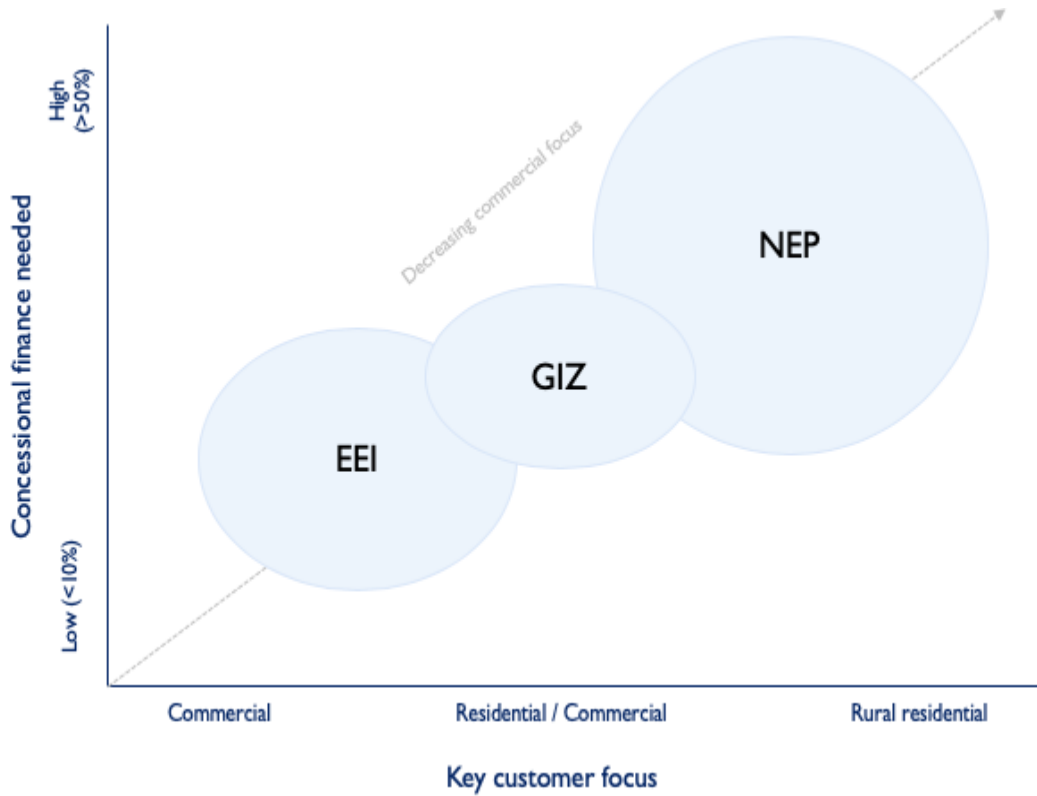 High
(>50%)
Concessional finance needed
Low (<10%)
Decreasing commercial focus
NEP
GIZ
EEI
Commercial
Residential / Commercial
Rural residential
Key customer focus